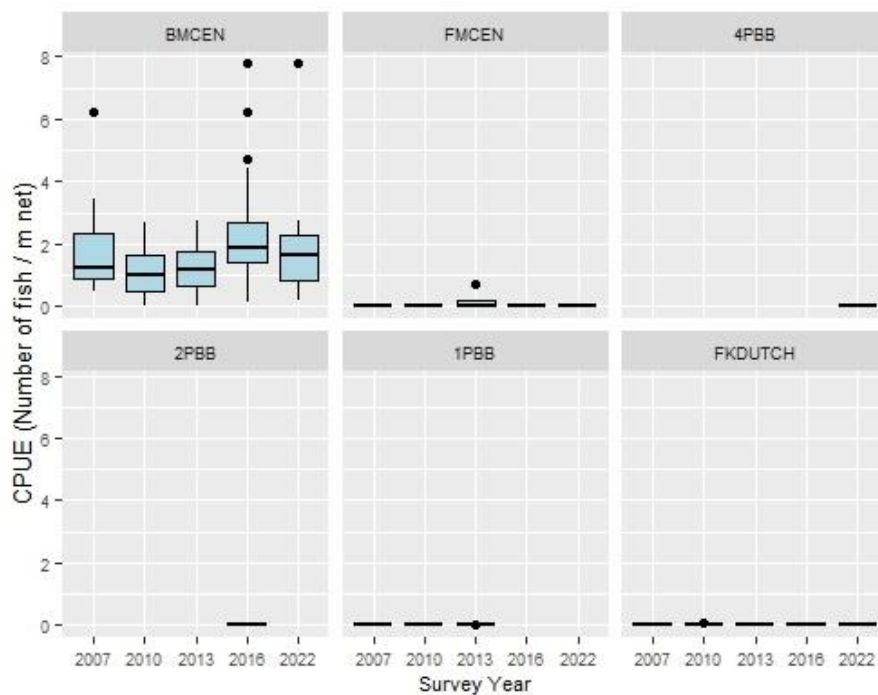 BMCEN FMCEN 4PBB
8
6
4
2
0
2PBB 1PBB FKDUTCH
8
6
4
2
0
2007 2010 2013 2016 2022 2007 2010 2013 2016 2022 2007 2010 2013 2016 2022
CPUE (Number of fish / m net)
Survey Year